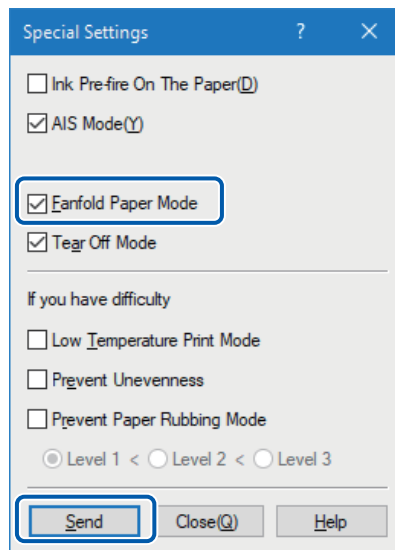 Special Settings ?
Ink Pre-fire On The Paper(D)
AIS Mode(Y)
Fanfold Paper Mode
Tear Off Mode
If you have difficulty
Low Temperature Print Mode
Prevent Unevenness
Prevent Paper Rubbing Mode
Level 1 < Level 2 < Level 3
Send Close(Q) Help